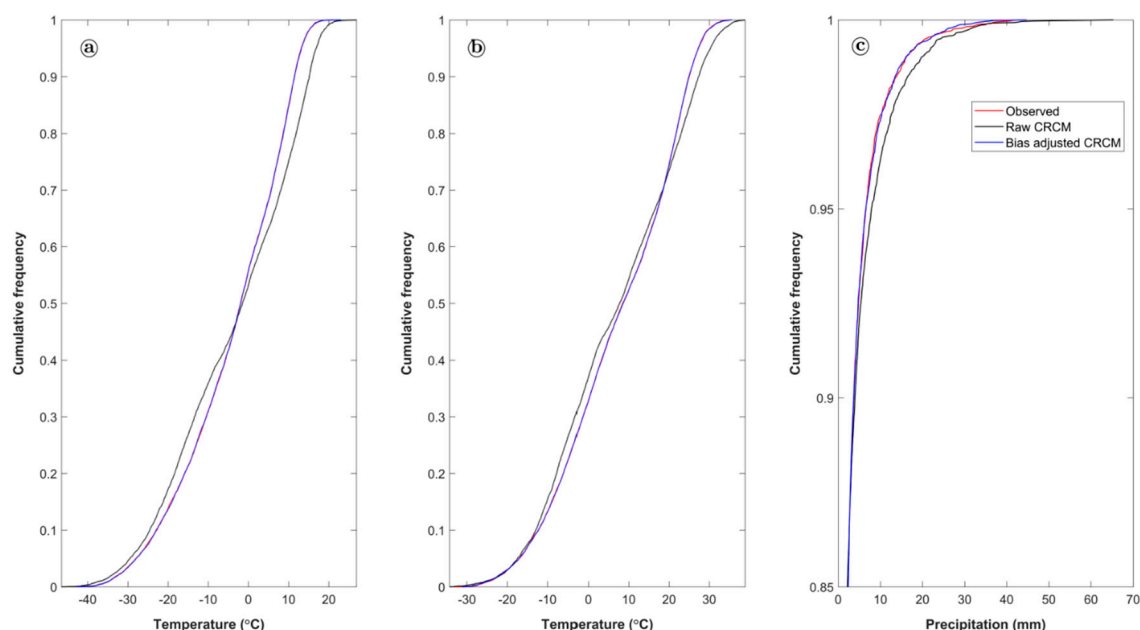 ⓐ
1
0.9
0.8
0.7
0.6
0.5
0.4
0.3
0.2
0.1
0
Cumulative frequency
-40 -30 -20 -10 0 10 20
Temperature (°C)
ⓑ
1
0.9
0.8
0.7
0.6
0.5
0.4
0.3
0.2
0.1
0
Cumulative frequency
-30 -20 -10 0 10 20 30
Temperature (°C)
ⓒ
1
0.95
0.9
0.85
Cumulative frequency
Observed
Raw CRCM
Bias adjusted CRCM
0 10 20 30 40 50 60 70
Precipitation (mm)